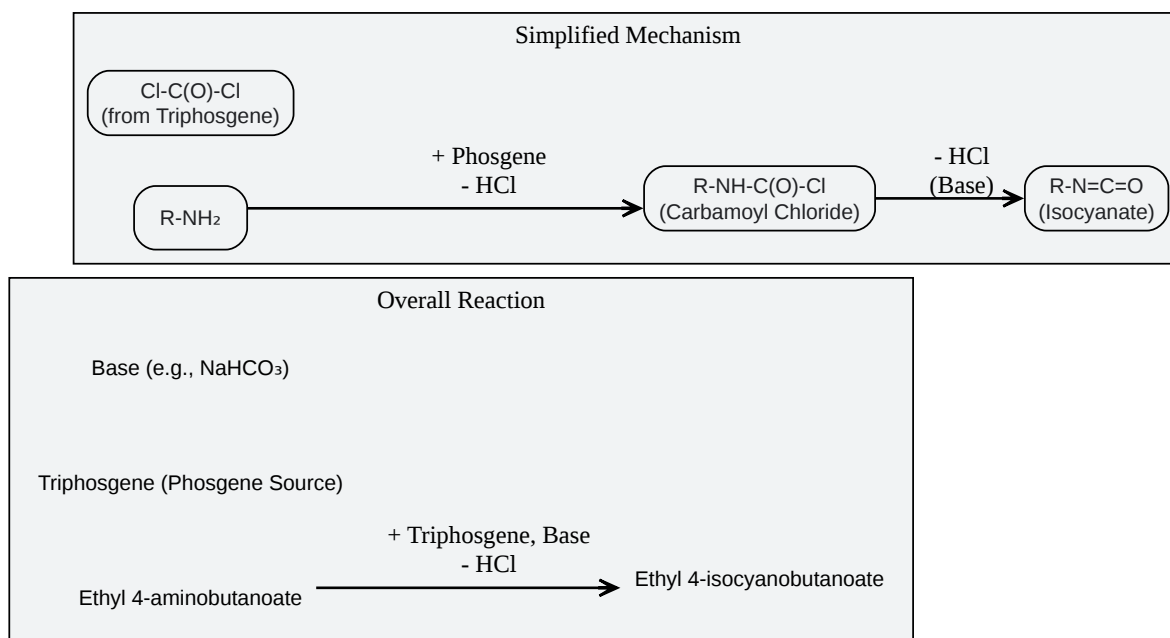 Simplified Mechanism
Cl-C(O)-Cl
(from Triphosgene)
+ Phosgene
- HCl
- HCl
(Base)
R-NH₂
R-NH-C(O)-Cl
(Carbamoyl Chloride)
R-N=C=O
(Isocyanate)
Overall Reaction
Base (e.g., NaHCO₃)
Triphosgene (Phosgene Source)
+ Triphosgene, Base
- HCl
Ethyl 4-aminobutanoate
Ethyl 4-isocyanobutanoate